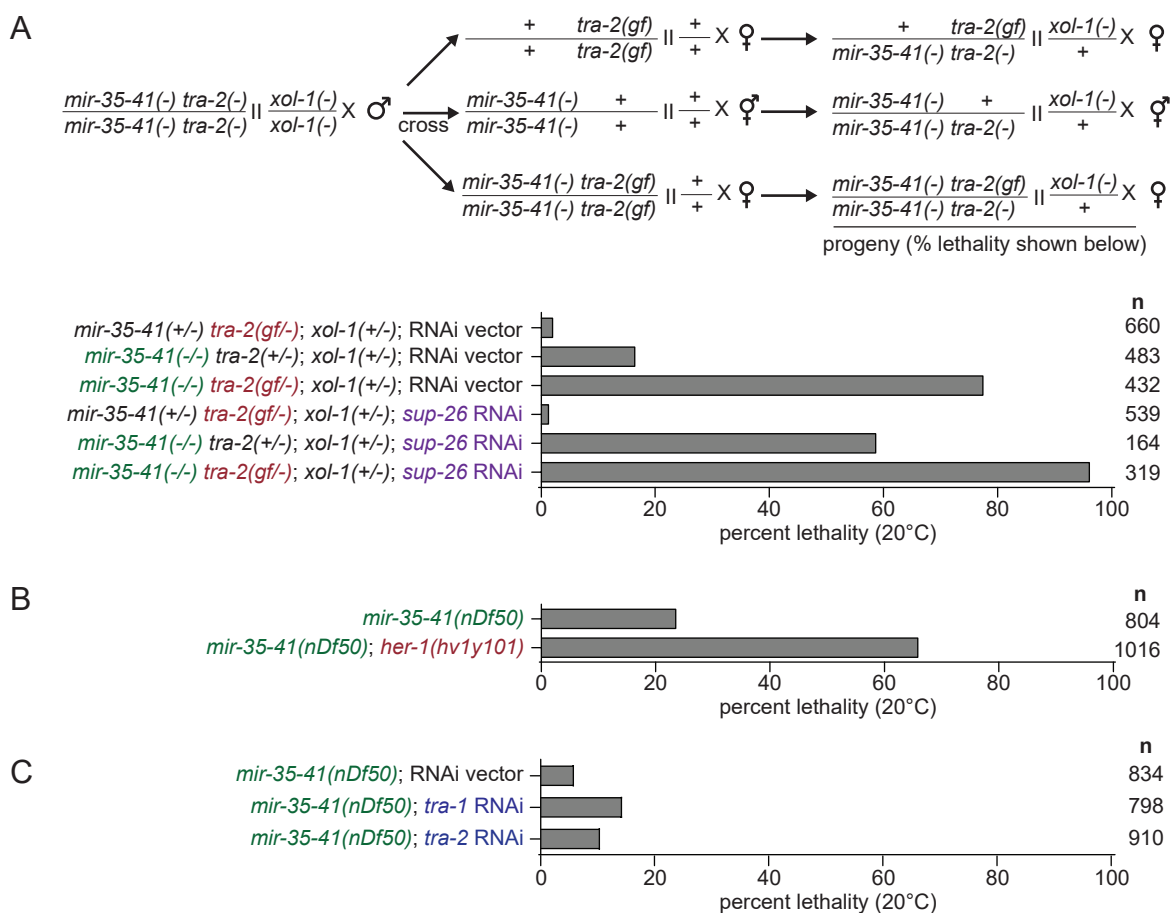 A
+ tra-2(gf) || + X ♀ + tra-2(gf) || xol-1(-) X ♀
+ tra-2(gf) + mir-35-41(-) tra-2(-) +
mir-35-41(-) tra-2(-) || xol-1(-) X ♂ cross mir-35-41(-) + || + X ⚥ mir-35-41(-) + || xol-1(-) X ⚥
mir-35-41(-) tra-2(-) xol-1(-) mir-35-41(-) + + mir-35-41(-) tra-2(-) +
mir-35-41(-) tra-2(gf) || + X ♀ mir-35-41(-) tra-2(gf) || xol-1(-) X ♀
mir-35-41(-) tra-2(gf) + mir-35-41(-) tra-2(-) +
progeny (% lethality shown below)
n
mir-35-41(+/-) tra-2(gf/-); xol-1(+/-); RNAi vector 660
mir-35-41(-/-) tra-2(+/-); xol-1(+/-); RNAi vector 483
mir-35-41(-/-) tra-2(gf/-); xol-1(+/-); RNAi vector 432
mir-35-41(+/-) tra-2(gf/-); xol-1(+/-); sup-26 RNAi 539
mir-35-41(-/-) tra-2(+/-); xol-1(+/-); sup-26 RNAi 164
mir-35-41(-/-) tra-2(gf/-); xol-1(+/-); sup-26 RNAi 319
0 20 40 60 80 100
percent lethality (20°C)
B
n
mir-35-41(nDf50) 804
mir-35-41(nDf50); her-1(hv1y101) 1016
0 20 40 60 80 100
percent lethality (20°C)
C
n
mir-35-41(nDf50); RNAi vector 834
mir-35-41(nDf50); tra-1 RNAi 798
mir-35-41(nDf50); tra-2 RNAi 910
0 20 40 60 80 100
percent lethality (20°C)